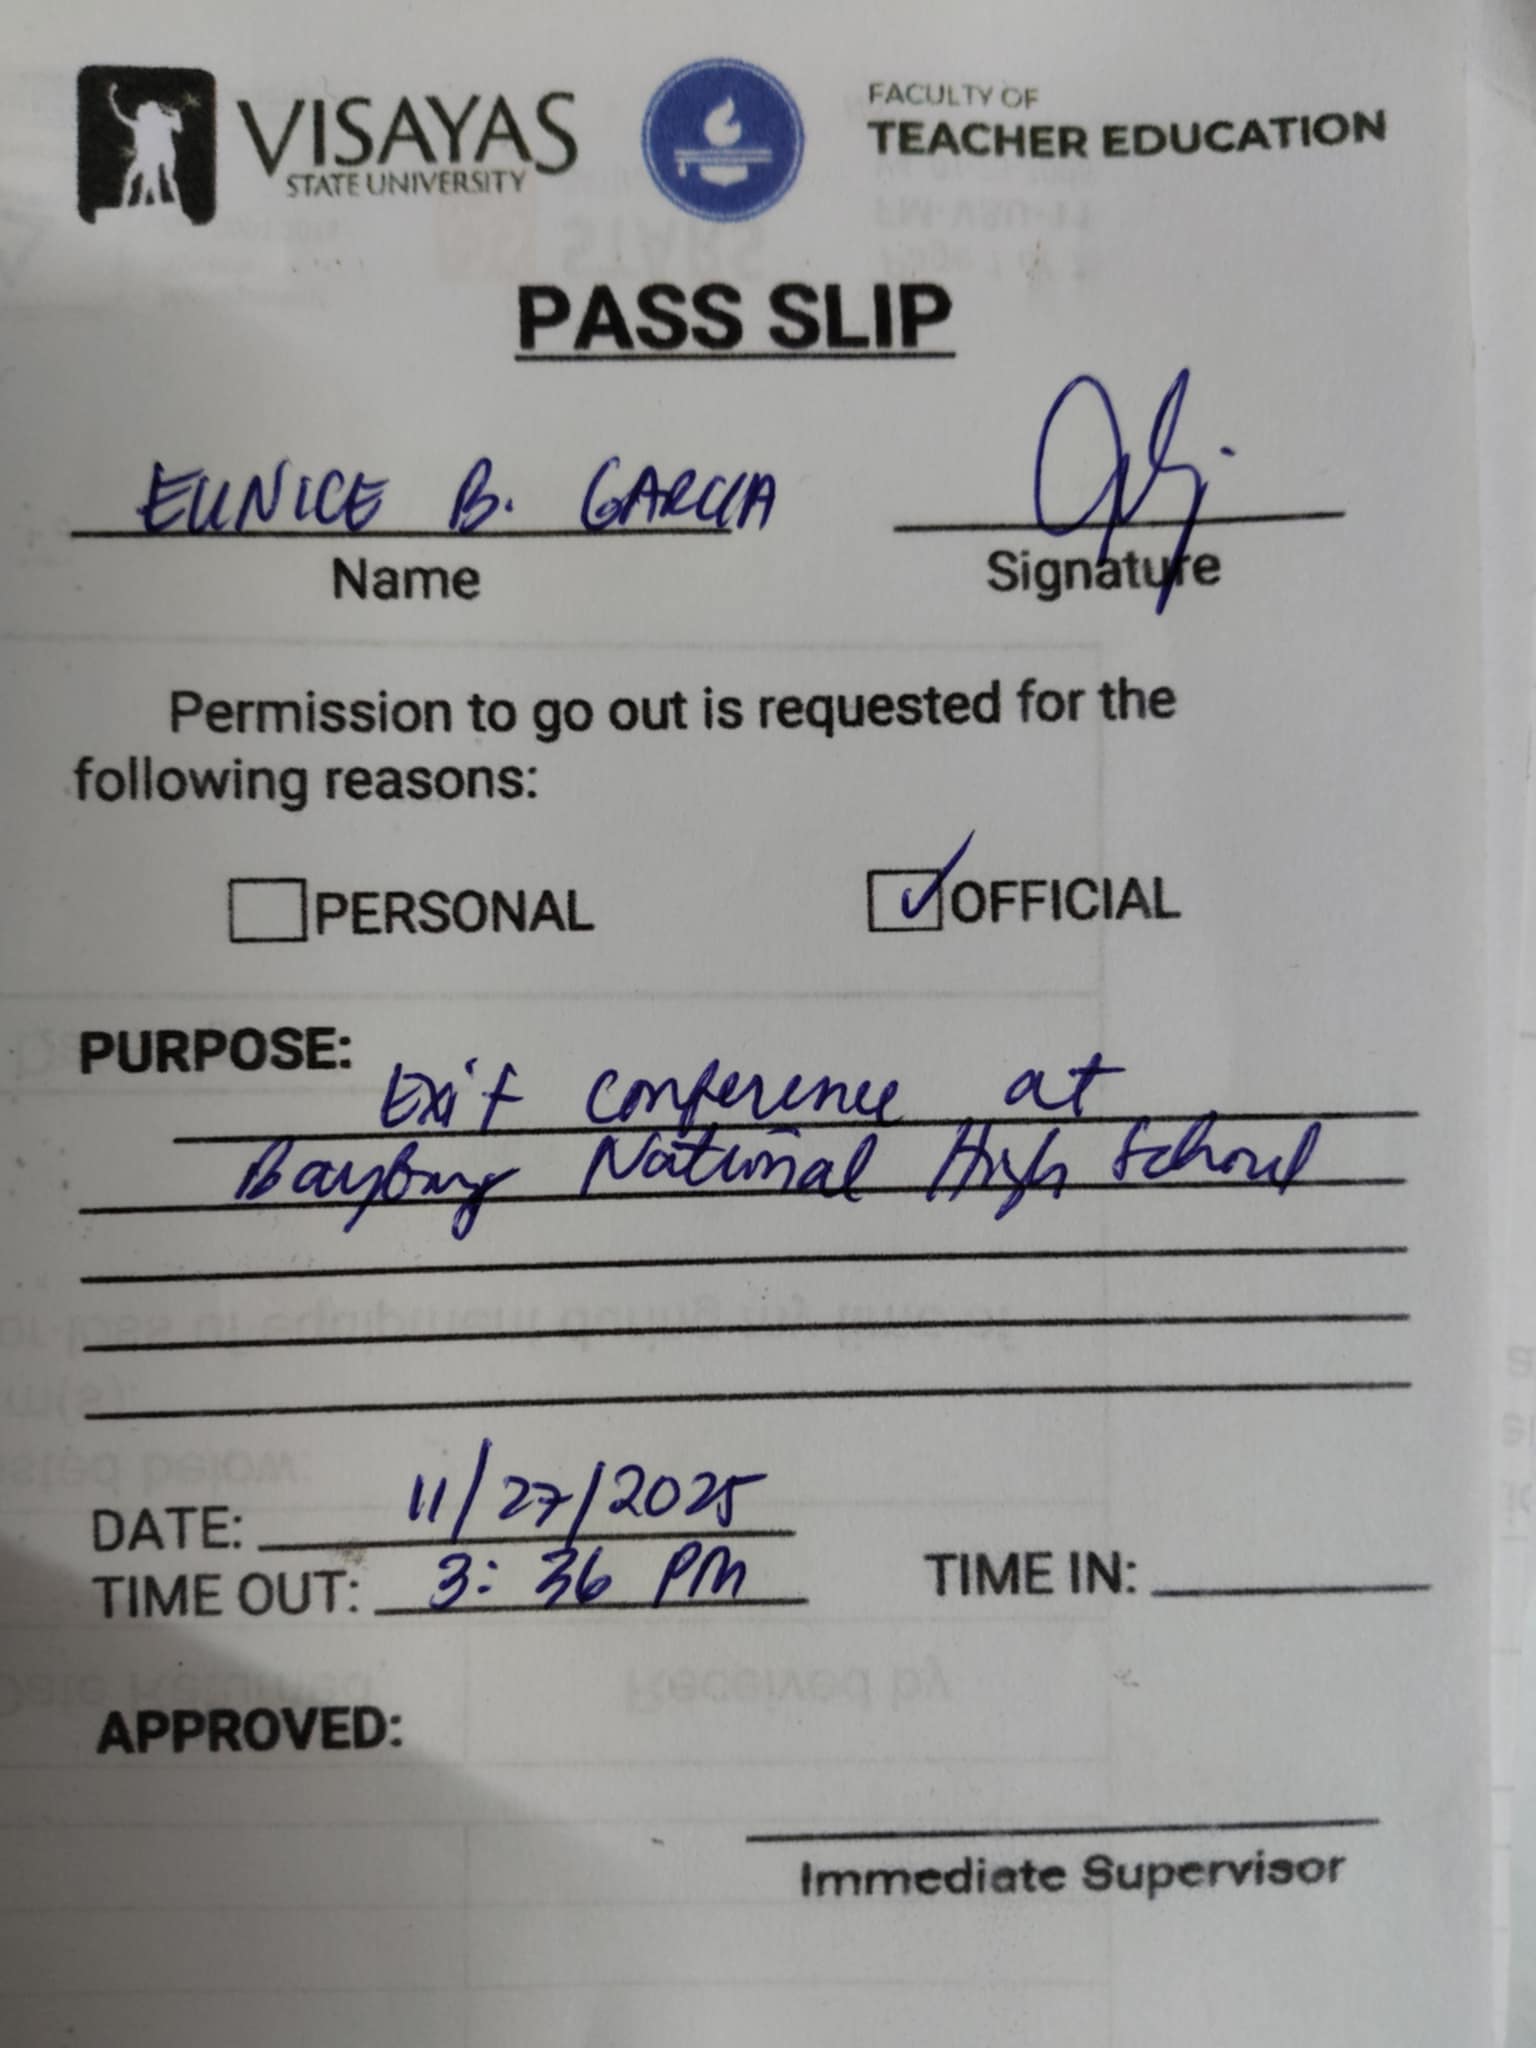 VISAYAS
STATE UNIVERSITY
FACULTY OF
TEACHER EDUCATION
PASS SLIP
EUNICE B. GARCIA
Name
Signature
Permission to go out is requested for the
following reasons:
PERSONAL
✓ OFFICIAL
PURPOSE:
Exit conference at
Baybay National High School
DATE: 11/27/2025
TIME OUT: 3:36 PM TIME IN:
APPROVED:
Immediate Supervisor